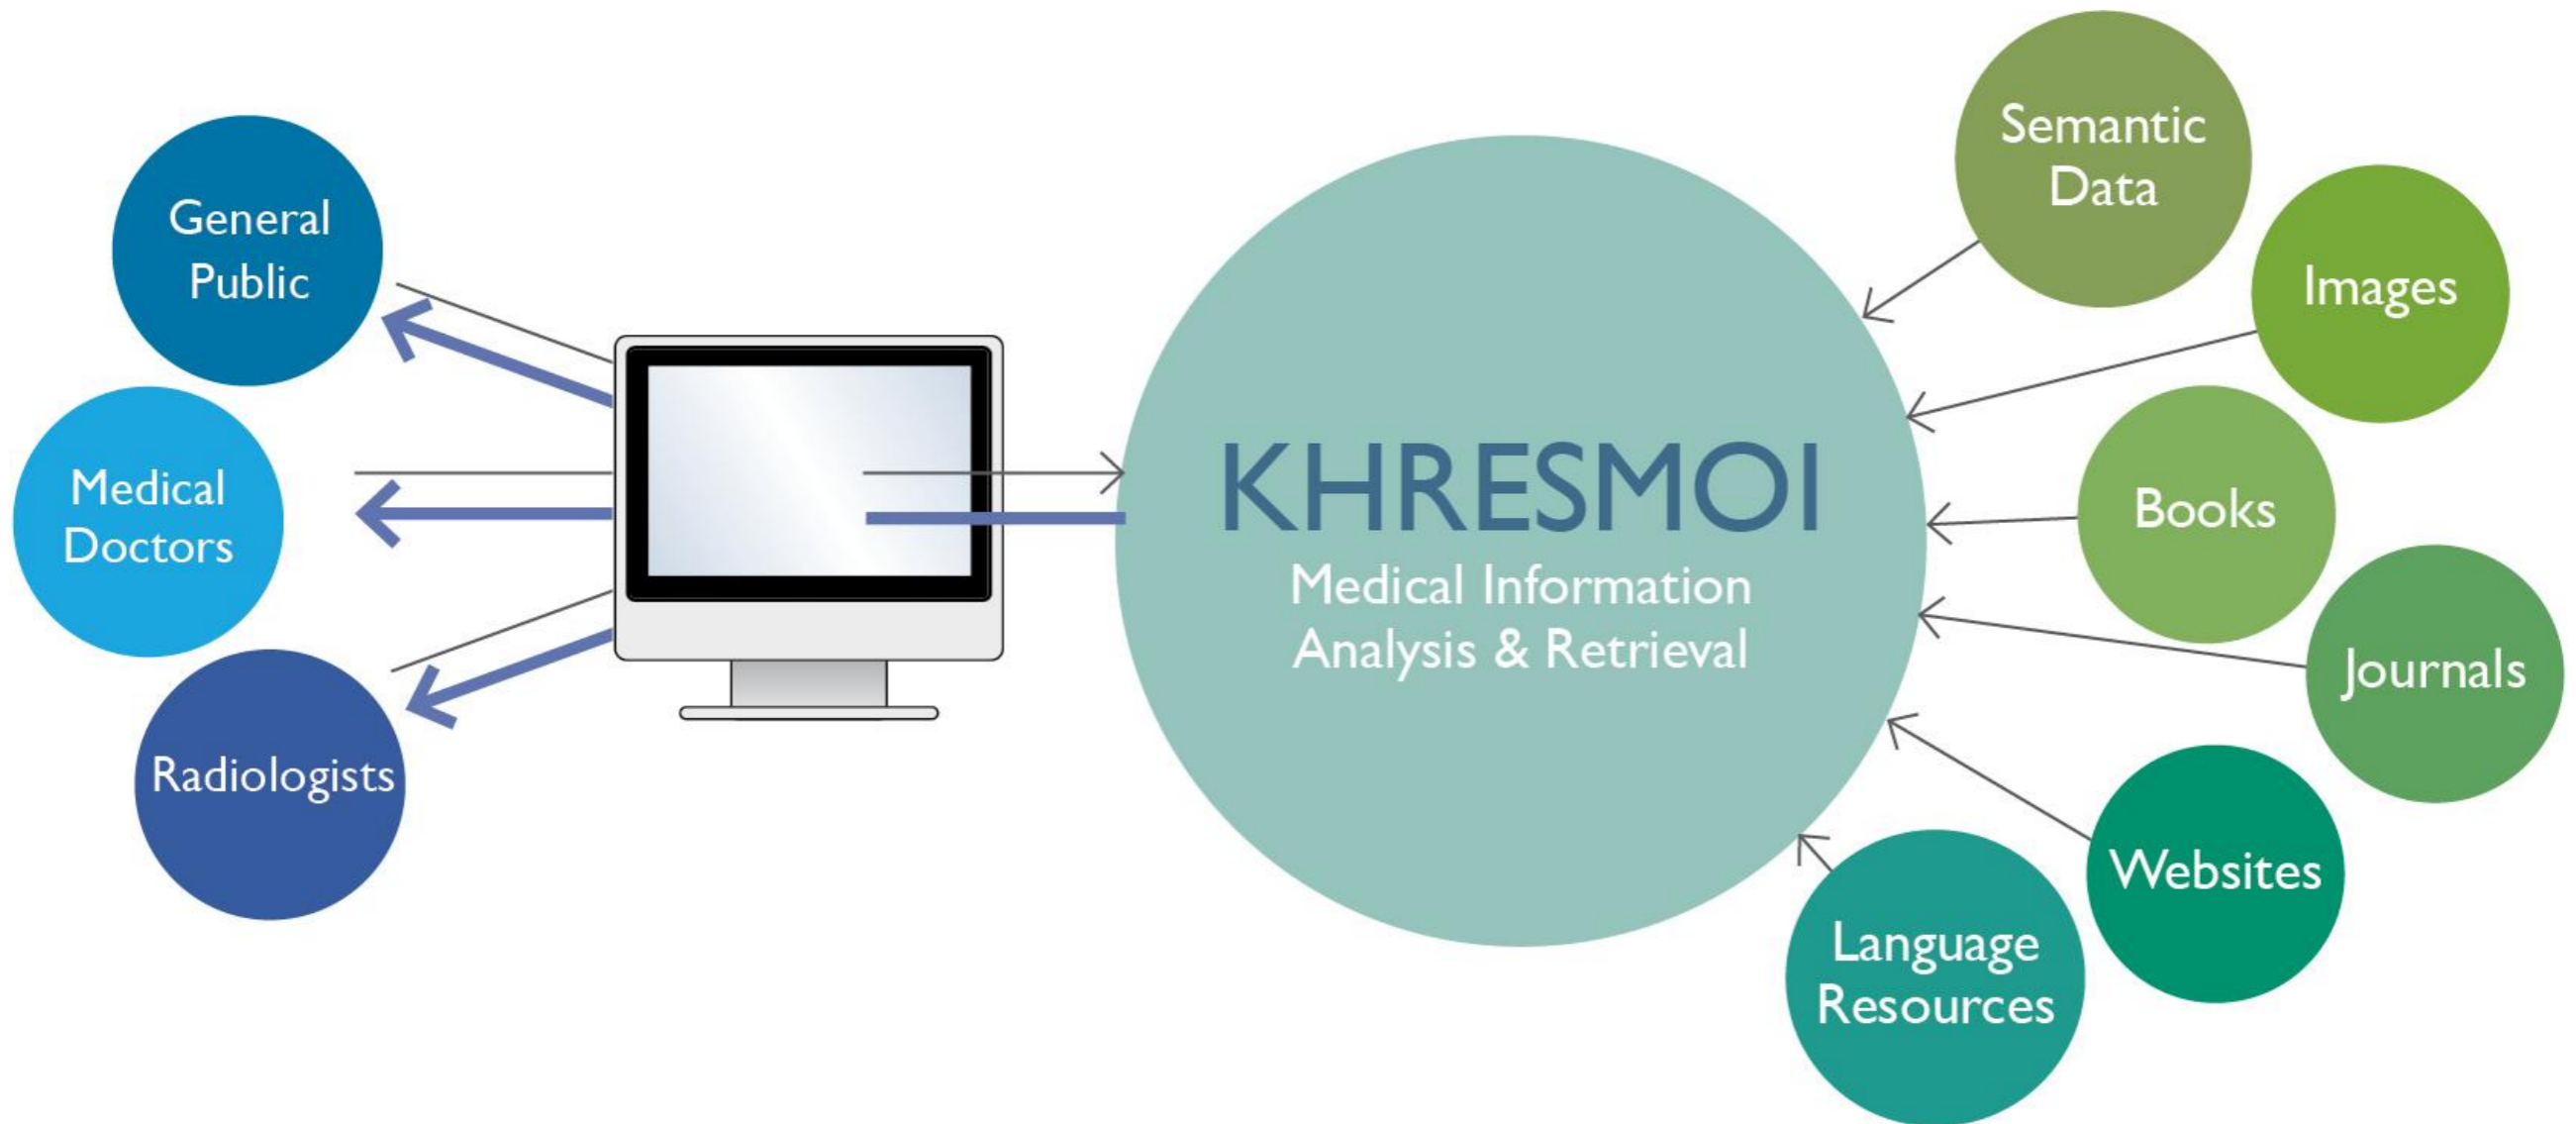 General
Public
Medical
Doctors
Radiologists
KHRESMOI
Medical Information
Analysis & Retrieval
Semantic
Data
Images
Books
Journals
Websites
Language
Resources